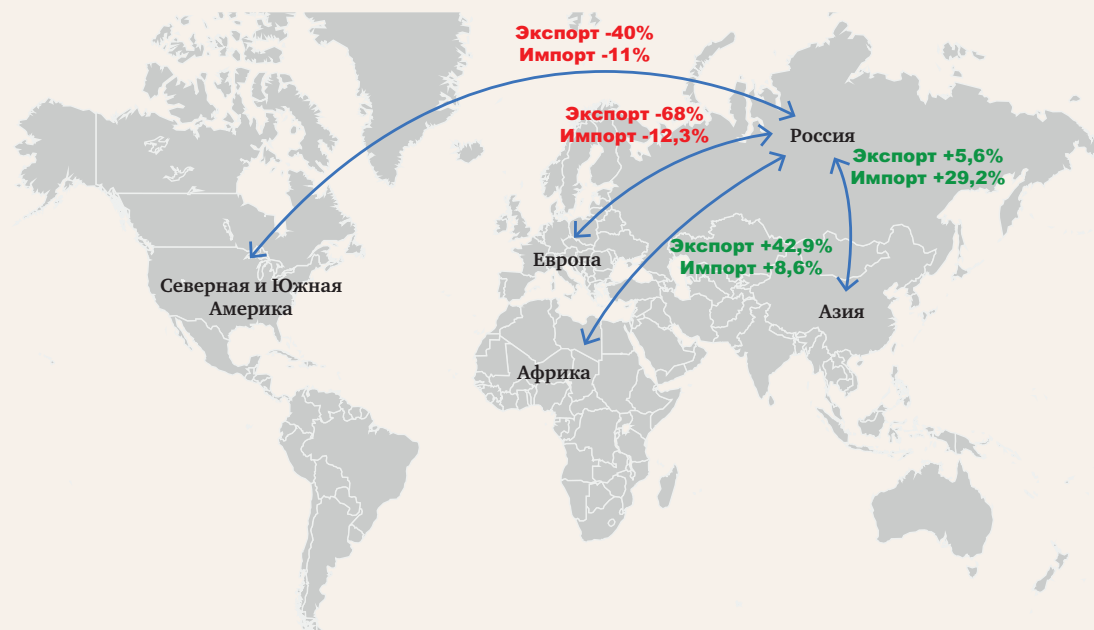 Экспорт -40%
Импорт -11%
Экспорт -68%
Импорт -12,3%
Россия
Экспорт +5,6%
Импорт +29,2%
Экспорт +42,9%
Импорт +8,6%
Европа
Северная и Южная
Америка
Азия
Африка